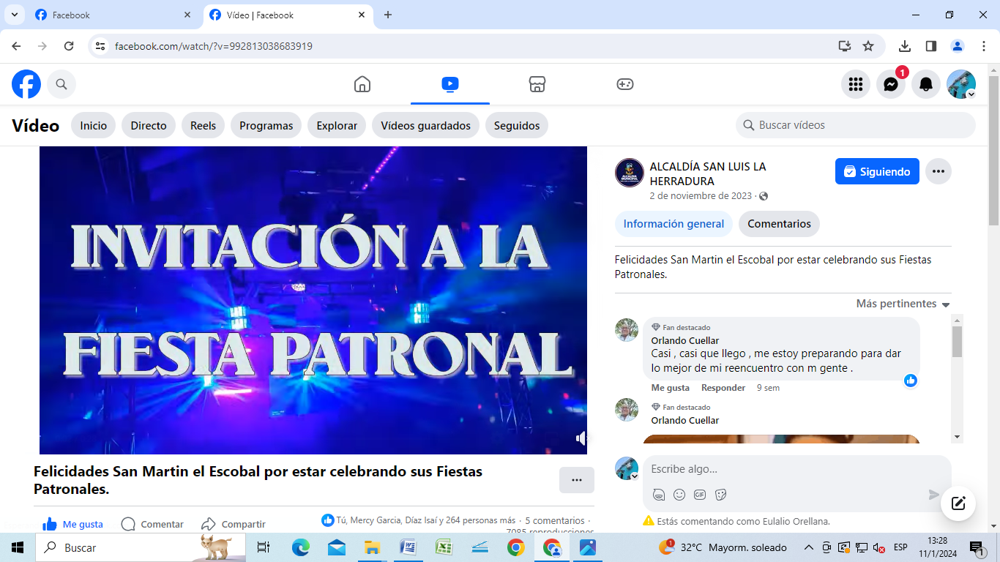 Facebook
Vídeo | Facebook
facebook.com/watch/?v=992813038683919
1
Vídeo
Inicio
Directo
Reels
Programas
Explorar
Vídeos guardados
Seguidos
Buscar vídeos
INVITACIÓN A LA
FIESTA PATRONAL
Felicidades San Martin el Escobal por estar celebrando sus Fiestas
Patronales.
Me gusta
Comentar
Compartir
Tú, Mercy Garcia, Díaz Isaí y 264 personas más · 5 comentarios ·
7085 reproducciones
ALCALDÍA SAN LUIS LA
HERRADURA
2 de noviembre de 2023 ·
Siguiendo
Información general
Comentarios
Felicidades San Martin el Escobal por estar celebrando sus Fiestas
Patronales.
Más pertinentes
Fan destacado
Orlando Cuellar
Casi , casi que llego , me estoy preparando para dar
lo mejor de mi reencuentro con m gente .
Me gusta Responder 9 sem
Fan destacado
Orlando Cuellar
Escribe algo...
GIF
Estás comentando como Eulalio Orellana.
Buscar
32°C Mayorm. soleado
ESP
13:28
11/1/2024
1